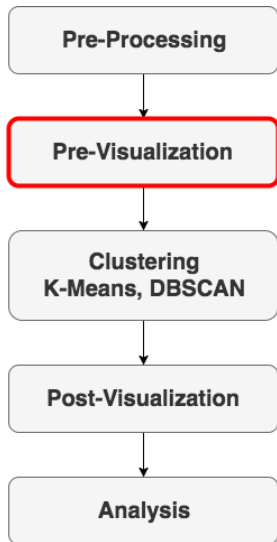 Pre-Processing
Pre-Visualization
Clustering
K-Means, DBSCAN
Post-Visualization
Analysis